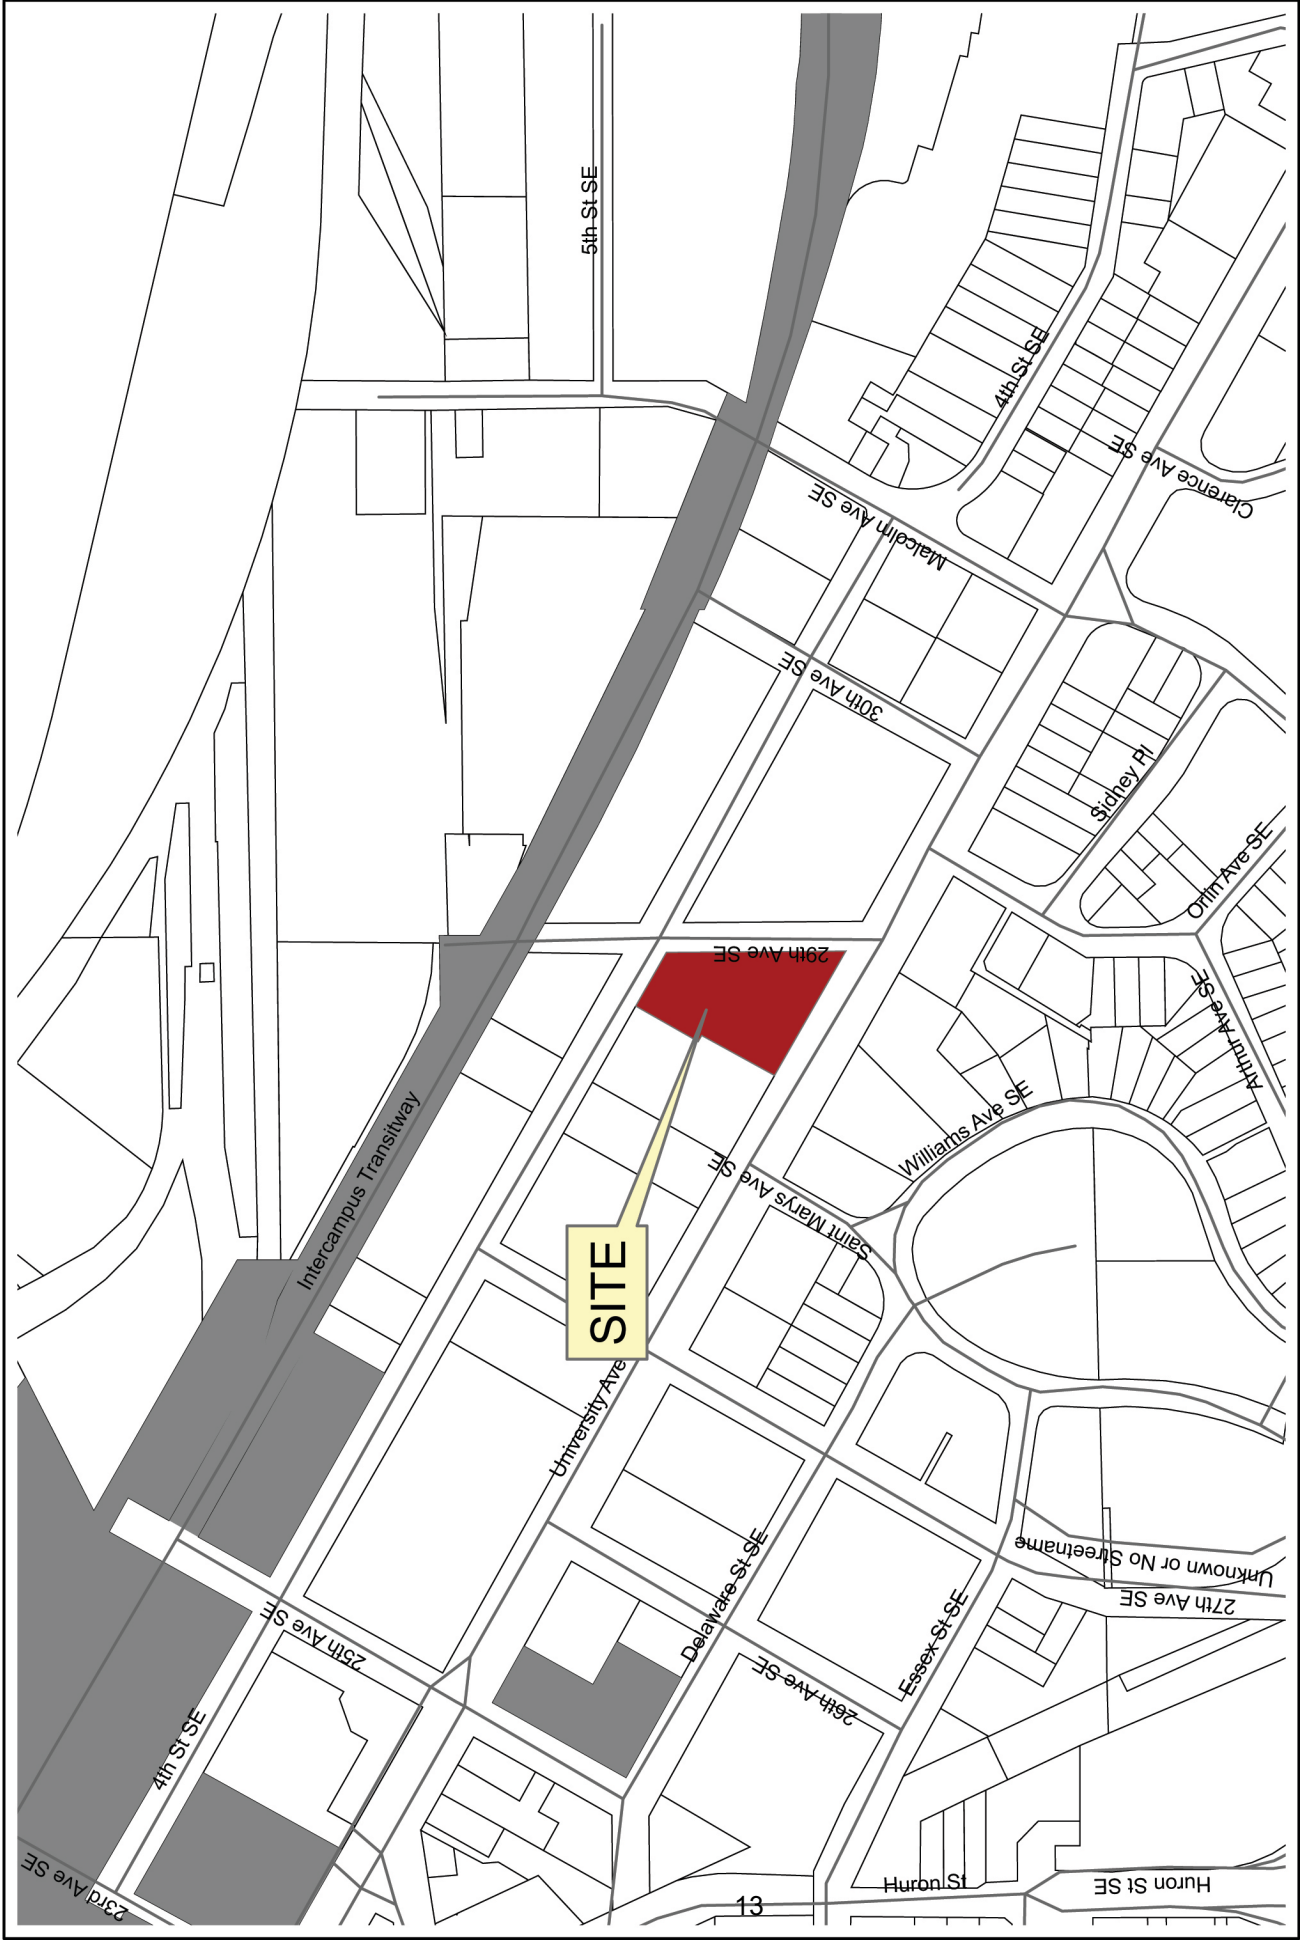 5th St SE
4th St SE
Clarence Ave SE
Malcolm Ave SE
30th Ave SE
Sidney Pl
Orlin Ave SE
29th Ave SE
Arthur Ave SE
Intercampus Transitway
Williams Ave SE
Saint Marys Ave SE
SITE
University Ave
Unknown or No Streetname
27th Ave SE
Delaware St SE
Essex St SE
25th Ave SE
26th Ave SE
4th St SE
23rd Ave SE
Huron St
Huron St SE
13